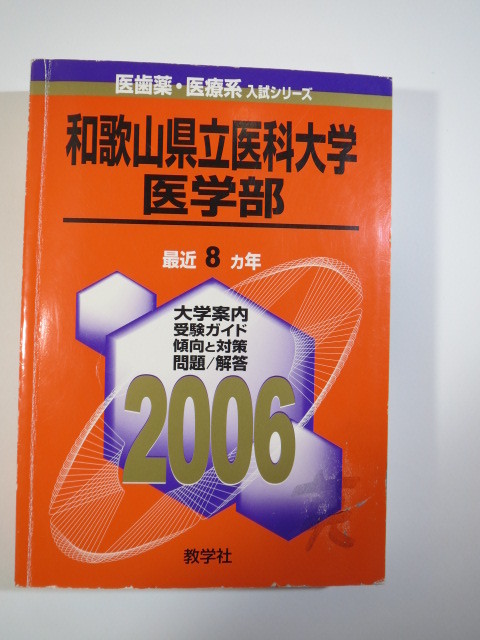 医歯薬・医療系 入試シリーズ
和歌山県立医科大学
医学部
最近 8 カ年
大学案内
受験ガイド
傾向と対策
問題/解答
2006
教学社